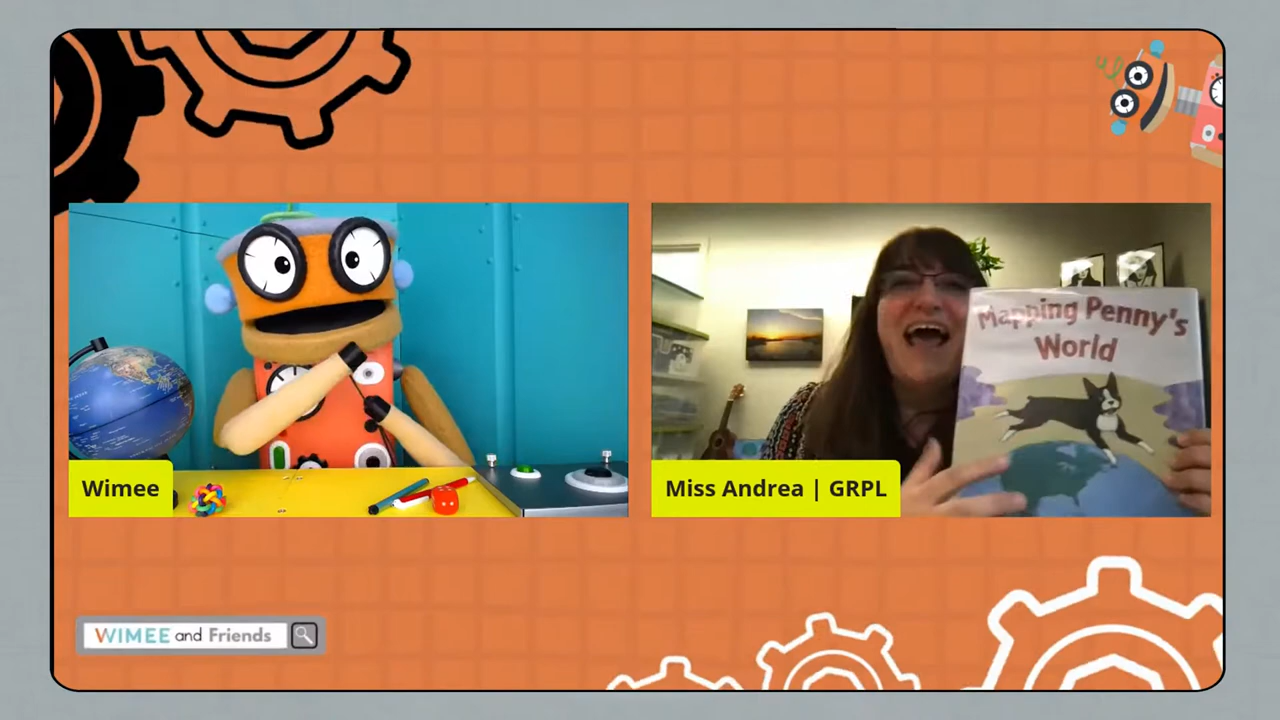 Mapping Penny's
World
Wimee
Miss Andrea | GRPL
WIMEE and Friends